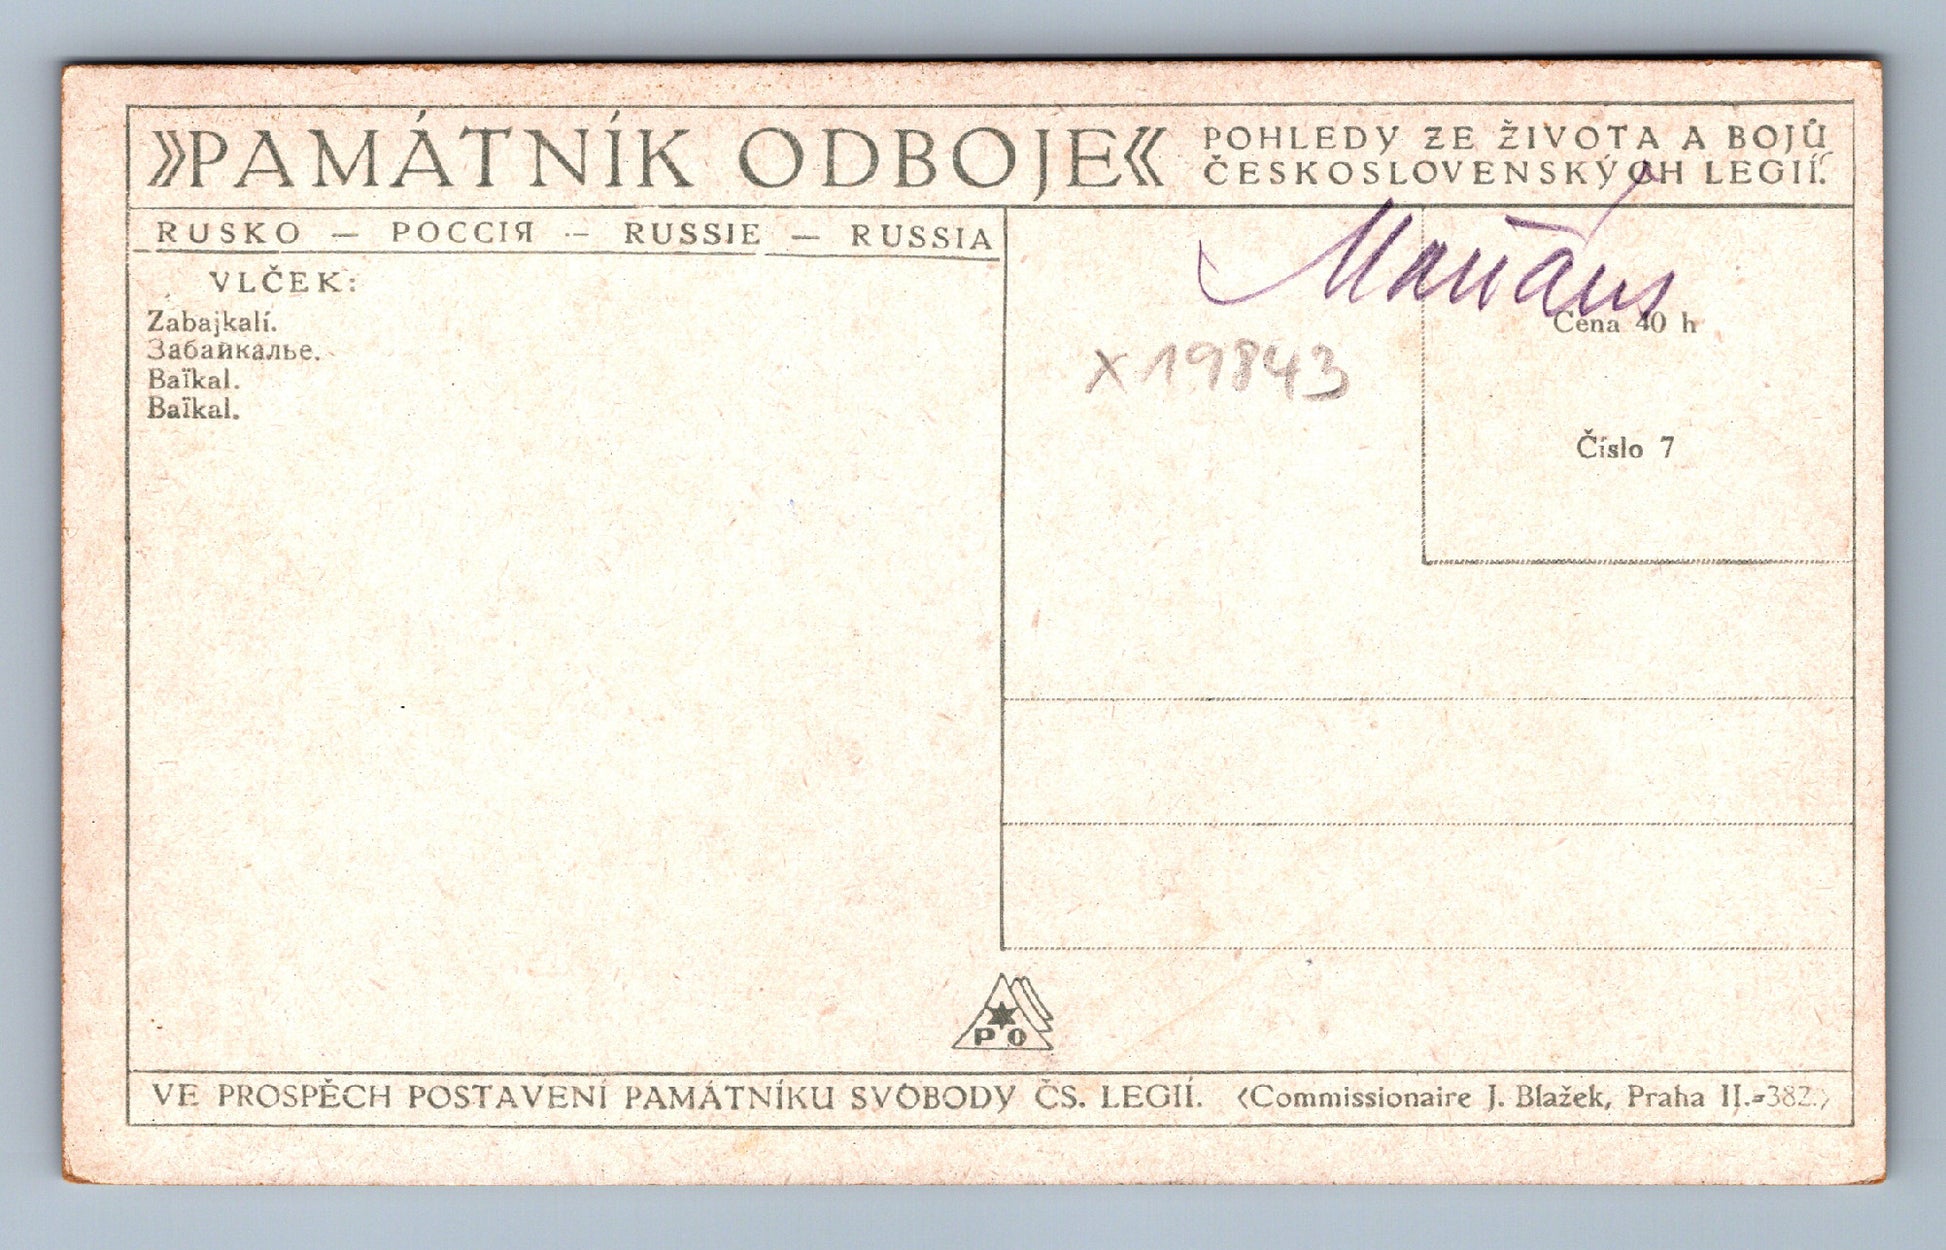 »PAMÁTNÍK ODBOJE«
POHLEDY ZE ŽIVOTA A BOJŮ
ČESKOSLOVENSKÝCH LEGIÍ.
RUSKO — РОССІЯ — RUSSIE — RUSSIA
VLČEK:
Zabajkalí.
Забайкалье.
Baïkal.
Baïkal.
x 19843
Cena 40 h
Číslo 7
PO
VE PROSPĚCH POSTAVENÍ PAMÁTNÍKU SVOBODY ČS. LEGIÍ. (Commissionaire J. Blažek, Praha II.-382.)